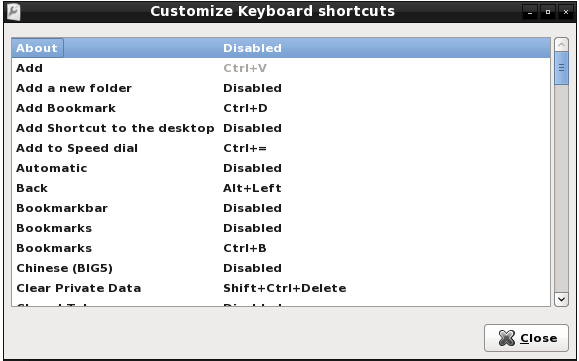 Customize Keyboard shortcuts
About Disabled
Add Ctrl+V
Add a new folder Disabled
Add Bookmark Ctrl+D
Add Shortcut to the desktop Disabled
Add to Speed dial Ctrl+=
Automatic Disabled
Back Alt+Left
Bookmarkbar Disabled
Bookmarks Disabled
Bookmarks Ctrl+B
Chinese (BIG5) Disabled
Clear Private Data Shift+Ctrl+Delete
Close